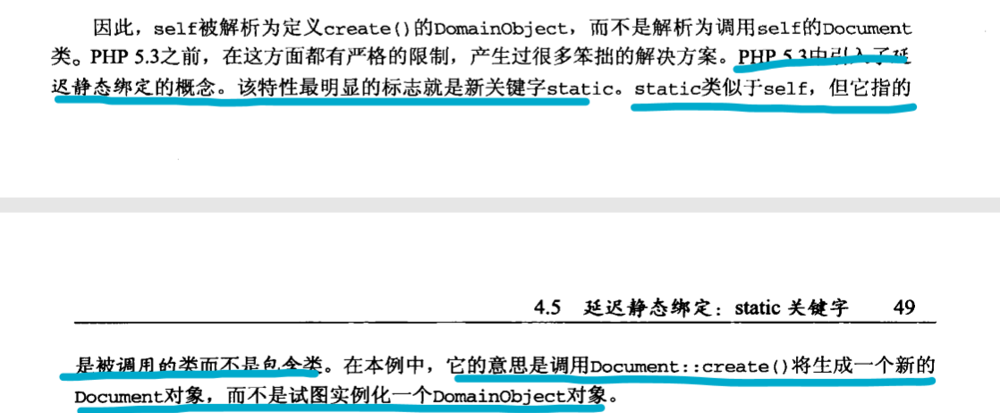 因此，self被解析为定义create()的DomainObject，而不是解析为调用self的Document
类。PHP 5.3之前，在这方面都有严格的限制，产生过很多笨拙的解决方案。PHP 5.3中引入了延
迟静态绑定的概念。该特性最明显的标志就是新关键字static。static类似于self，但它指的
4.5 延迟静态绑定：static 关键字 49
是被调用的类而不是包含类。在本例中，它的意思是调用Document::create()将生成一个新的
Document对象，而不是试图实例化一个DomainObject对象。